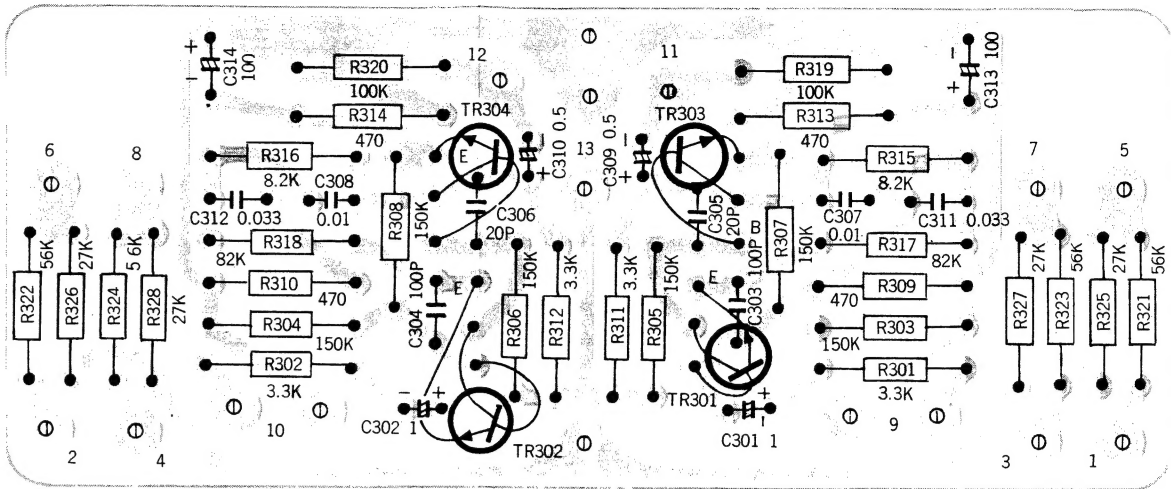 +
−
C314
100
R320
100K
12
R314
470
TR304
E
−
C310 0.5
+
13
11
TR303
C309 0.5
−
+
R319
100K
R313
470
−
C313 100
+
6
8
R316
8.2K
C308
0.01
C312
0.033
R308
150K
C306
20P
C305
20P
B
R307
150K
R315
8.2K
C307
0.01
C311
0.033
7
5
R318
82K
R317
82K
R322
56K
R326
27K
R324
5 6K
R328
27K
R310
470
C304 100P
E
R306
150K
R312
3.3K
R311
3.3K
R305
150K
E
C303 100P
R309
470
R327
27K
R323
56K
R325
27K
R321
56K
R304
150K
R303
150K
R302
3.3K
R301
3.3K
−
+
C302 1
TR302
TR301
+
−
C301 1
10
9
2
4
3
1